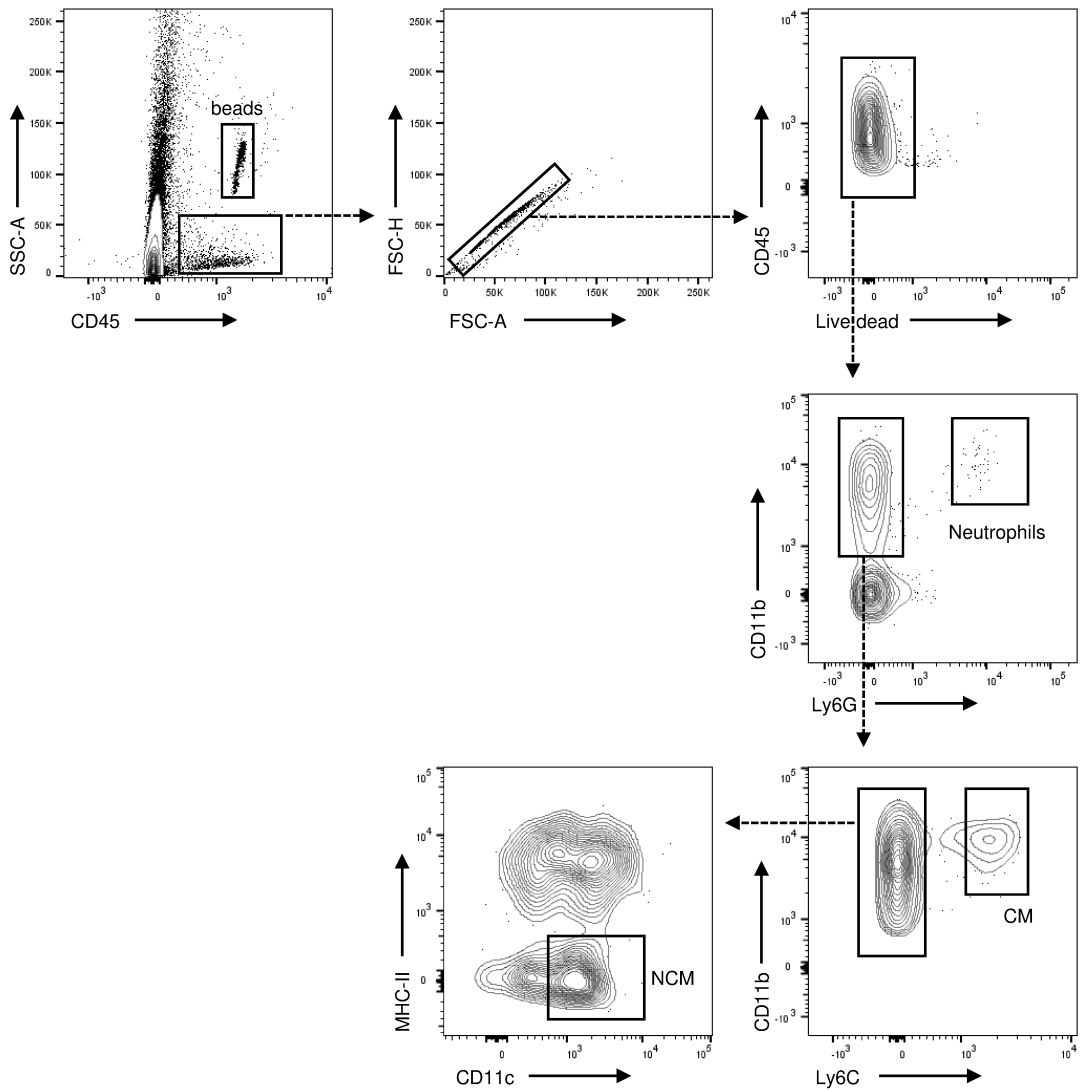 250K
200K
150K
100K
50K
0
SSC-A
beads
-10³ 0 10³ 10⁴
CD45
250K
200K
150K
100K
50K
0
FSC-H
0 50K 100K 150K 200K 250K
FSC-A
10⁴
10³
0
-10³
CD45
-10³ 0 10³ 10⁴ 10⁵
Live dead
10⁵
10⁴
10³
0
-10³
CD11b
Neutrophils
-10³ 0 10³ 10⁴ 10⁵
Ly6G
10⁵
10⁴
10³
0
MHC-II
NCM
0 10³ 10⁴ 10⁵
CD11c
10⁵
10⁴
10³
0
-10³
CD11b
CM
-10³ 0 10³ 10⁴
Ly6C